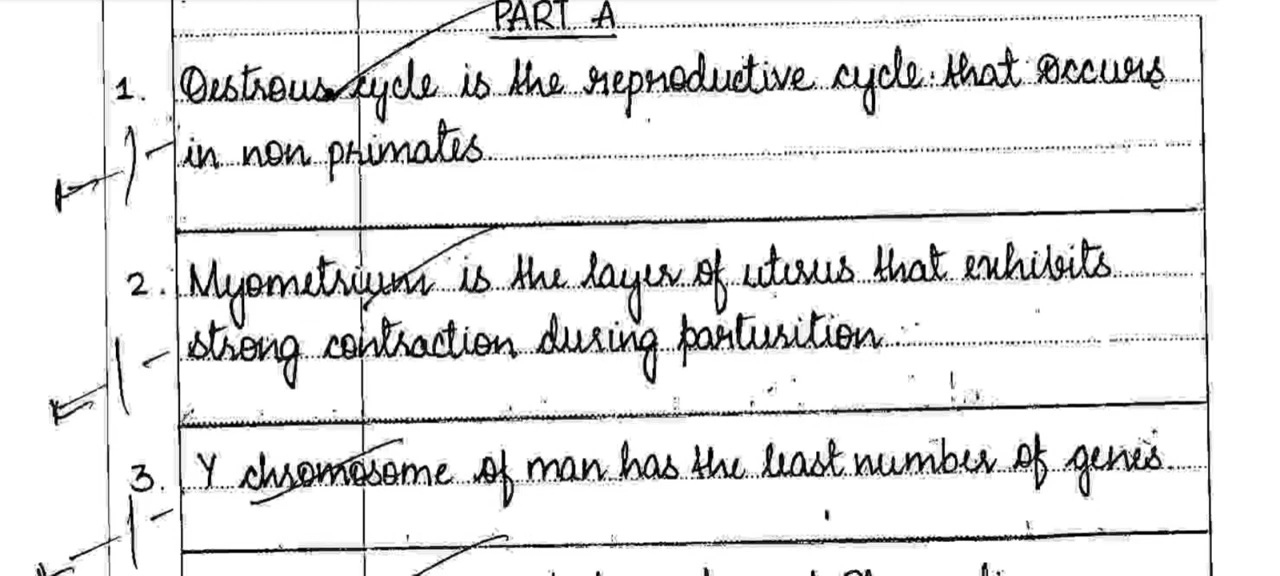 PART A
1. Oestrous cycle is the reproductive cycle that occurs
in non primates
2. Myometrium is the layer of uterus that exhibits
strong contraction during parturition
3. Y chromosome of man has the least number of genes.